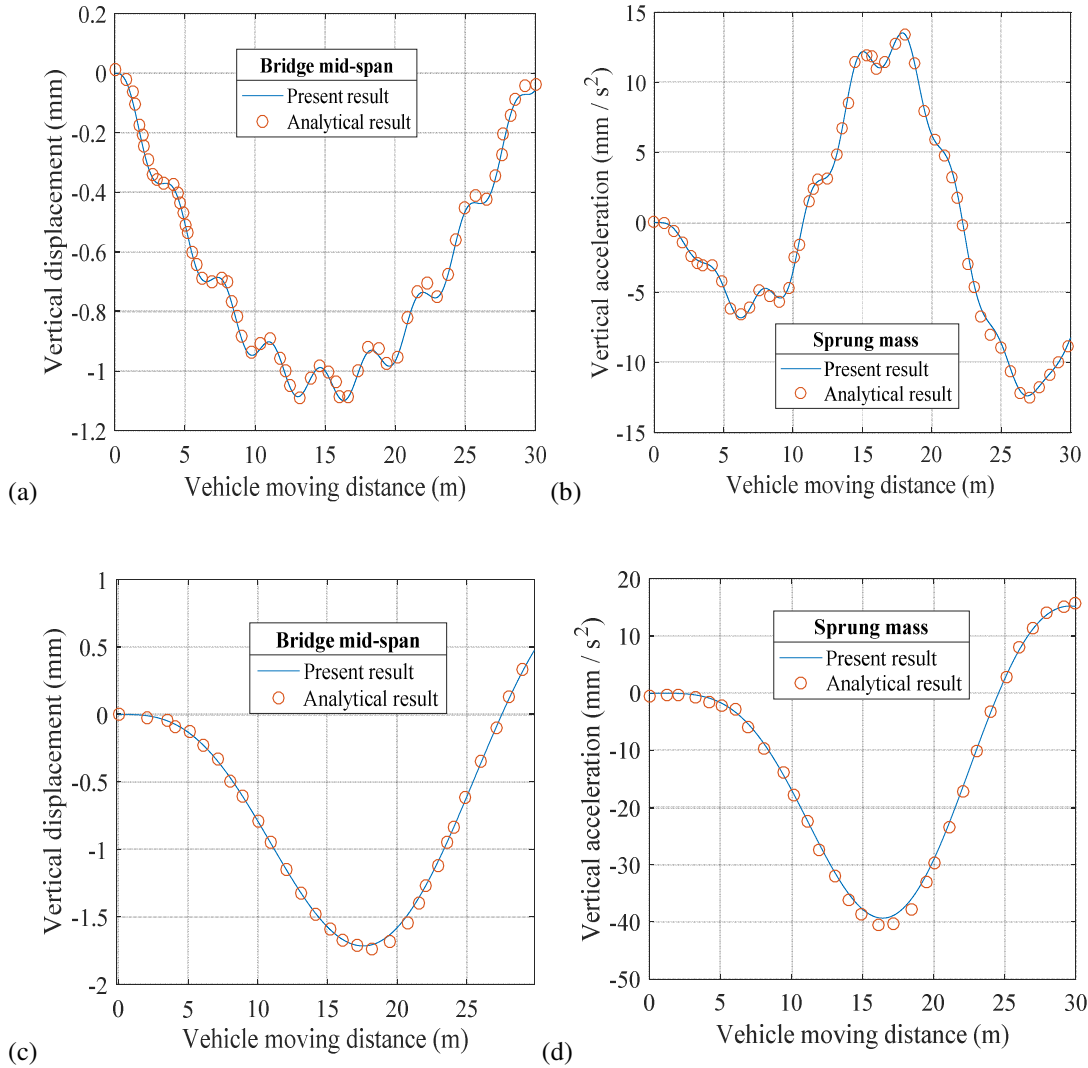 0.2
0
-0.2
-0.4
-0.6
-0.8
-1
-1.2
Vertical displacement (mm)
Bridge mid-span
Present result
Analytical result
0 5 10 15 20 25 30
Vehicle moving distance (m)
(a)
15
10
5
0
-5
-10
-15
Vertical acceleration (mm / s²)
Sprung mass
Present result
Analytical result
0 5 10 15 20 25 30
Vehicle moving distance (m)
(b)
1
0.5
0
-0.5
-1
-1.5
-2
Vertical displacement (mm)
Bridge mid-span
Present result
Analytical result
0 5 10 15 20 25
Vehicle moving distance (m)
(c)
20
10
0
-10
-20
-30
-40
-50
Vertical acceleration (mm / s²)
Sprung mass
Present result
Analytical result
0 5 10 15 20 25 30
Vehicle moving distance (m)
(d)